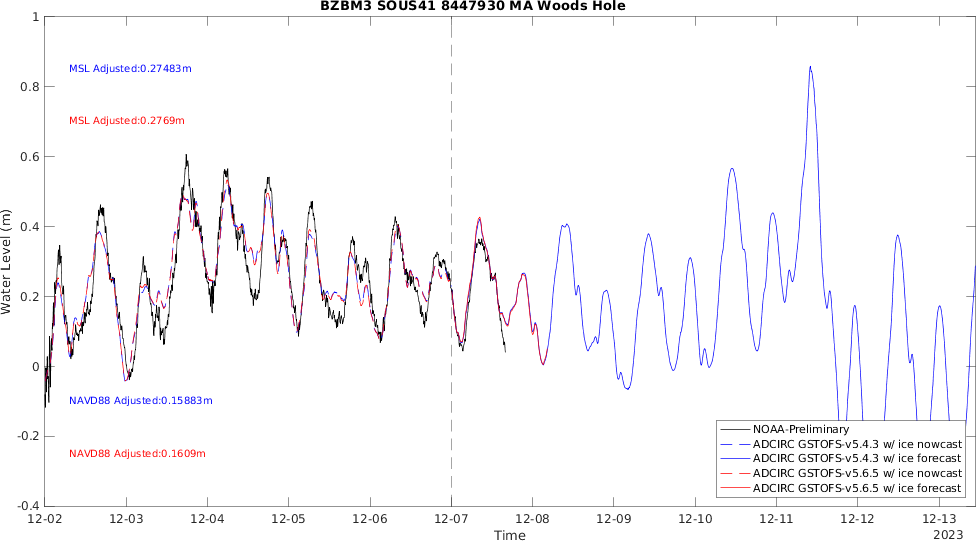 BZBM3 SOUS41 8447930 MA Woods Hole
1
0.8
0.6
0.4
0.2
0
-0.2
-0.4
Water Level (m)
MSL Adjusted:0.27483m
MSL Adjusted:0.2769m
NAVD88 Adjusted:0.15883m
NAVD88 Adjusted:0.1609m
NOAA-Preliminary
ADCIRC GSTOFS-v5.4.3 w/ ice nowcast
ADCIRC GSTOFS-v5.4.3 w/ ice forecast
ADCIRC GSTOFS-v5.6.5 w/ ice nowcast
ADCIRC GSTOFS-v5.6.5 w/ ice forecast
12-02 12-03 12-04 12-05 12-06 12-07 12-08 12-09 12-10 12-11 12-12 12-13
Time
2023